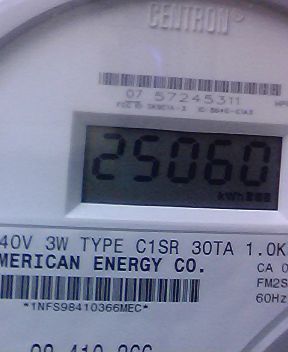 CENTRON
07 57245311
25060
kWh
40V 3W TYPE C1SR 30TA 1.0K
MERICAN ENERGY CO.
CA 0
FM2S
60Hz
*1NFS98410366MEC*